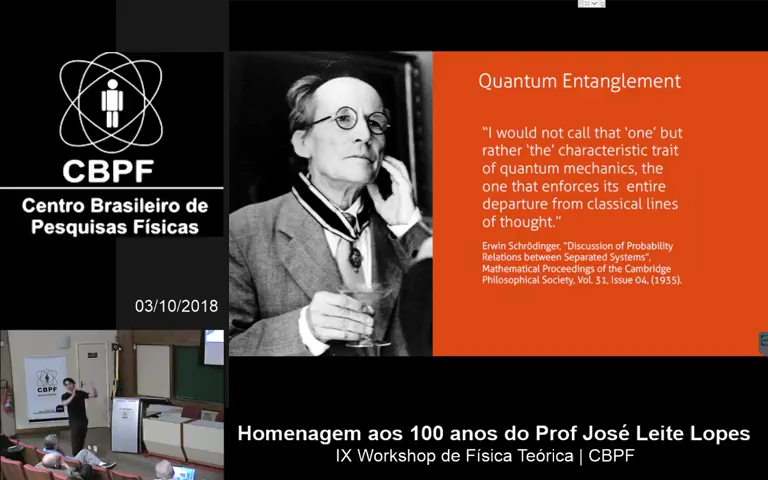 CBPF
Centro Brasileiro de
Pesquisas Físicas
03/10/2018
CBPF
Quantum Entanglement
“I would not call that ‘one’ but
rather ‘the’ characteristic trait
of quantum mechanics, the
one that enforces its entire
departure from classical lines
of thought.”
Erwin Schrödinger, “Discussion of Probability
Relations between Separated Systems”,
Mathematical Proceedings of the Cambridge
Philosophical Society, Vol. 31, Issue 04, (1935).
Homenagem aos 100 anos do Prof José Leite Lopes
IX Workshop de Física Teórica | CBPF